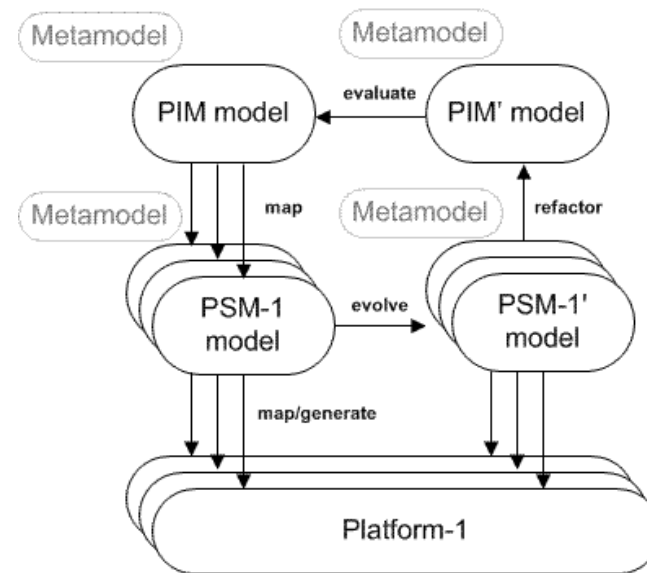 Metamodel
Metamodel
PIM model
evaluate
PIM' model
Metamodel
map
Metamodel
refactor
PSM-1
model
evolve
PSM-1'
model
map/generate
Platform-1